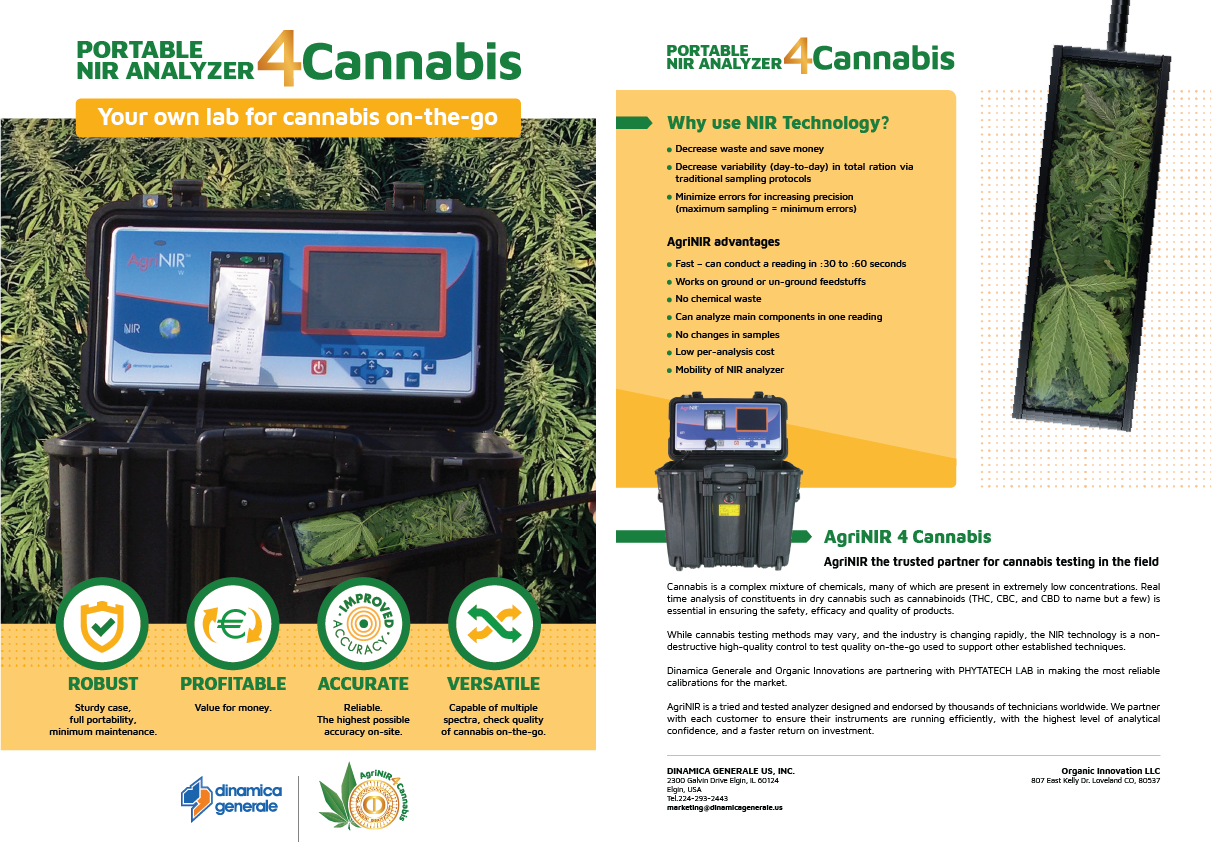 PORTABLE
NIR ANALYZER 4Cannabis
Your own lab for cannabis on-the-go
AgriNIR™
W
NIR
dinamica generale
ROBUST
Sturdy case,
full portability,
minimum maintenance.
PROFITABLE
Value for money.
IMPROVED
ACCURACY
ACCURATE
Reliable.
The highest possible
accuracy on-site.
VERSATILE
Capable of multiple
spectra, check quality
of cannabis on-the-go.
dinamica
generale
AgriNIR4Cannabis
PORTABLE
NIR ANALYZER 4Cannabis
Why use NIR Technology?
• Decrease waste and save money
• Decrease variability (day-to-day) in total ration via
traditional sampling protocols
• Minimize errors for increasing precision
(maximum sampling = minimum errors)
AgriNIR advantages
• Fast – can conduct a reading in :30 to :60 seconds
• Works on ground or un-ground feedstuffs
• No chemical waste
• Can analyze main components in one reading
• No changes in samples
• Low per-analysis cost
• Mobility of NIR analyzer
AgriNIR
AgriNIR 4 Cannabis
AgriNIR the trusted partner for cannabis testing in the field
Cannabis is a complex mixture of chemicals, many of which are present in extremely low concentrations. Real
time analysis of constituents in dry cannabis such as cannabinoids (THC, CBC, and CBD to name but a few) is
essential in ensuring the safety, efficacy and quality of products.
While cannabis testing methods may vary, and the industry is changing rapidly, the NIR technology is a non-
destructive high-quality control to test quality on-the-go used to support other established techniques.
Dinamica Generale and Organic Innovations are partnering with PHYTATECH LAB in making the most reliable
calibrations for the market.
AgriNIR is a tried and tested analyzer designed and endorsed by thousands of technicians worldwide. We partner
with each customer to ensure their instruments are running efficiently, with the highest level of analytical
confidence, and a faster return on investment.
DINAMICA GENERALE US, INC.
2300 Galvin Drive Elgin, IL 60124
Elgin, USA
Tel.224-293-2443
marketing@dinamicagenerale.us
Organic Innovation LLC
807 East Kelly Dr. Loveland CO, 80537